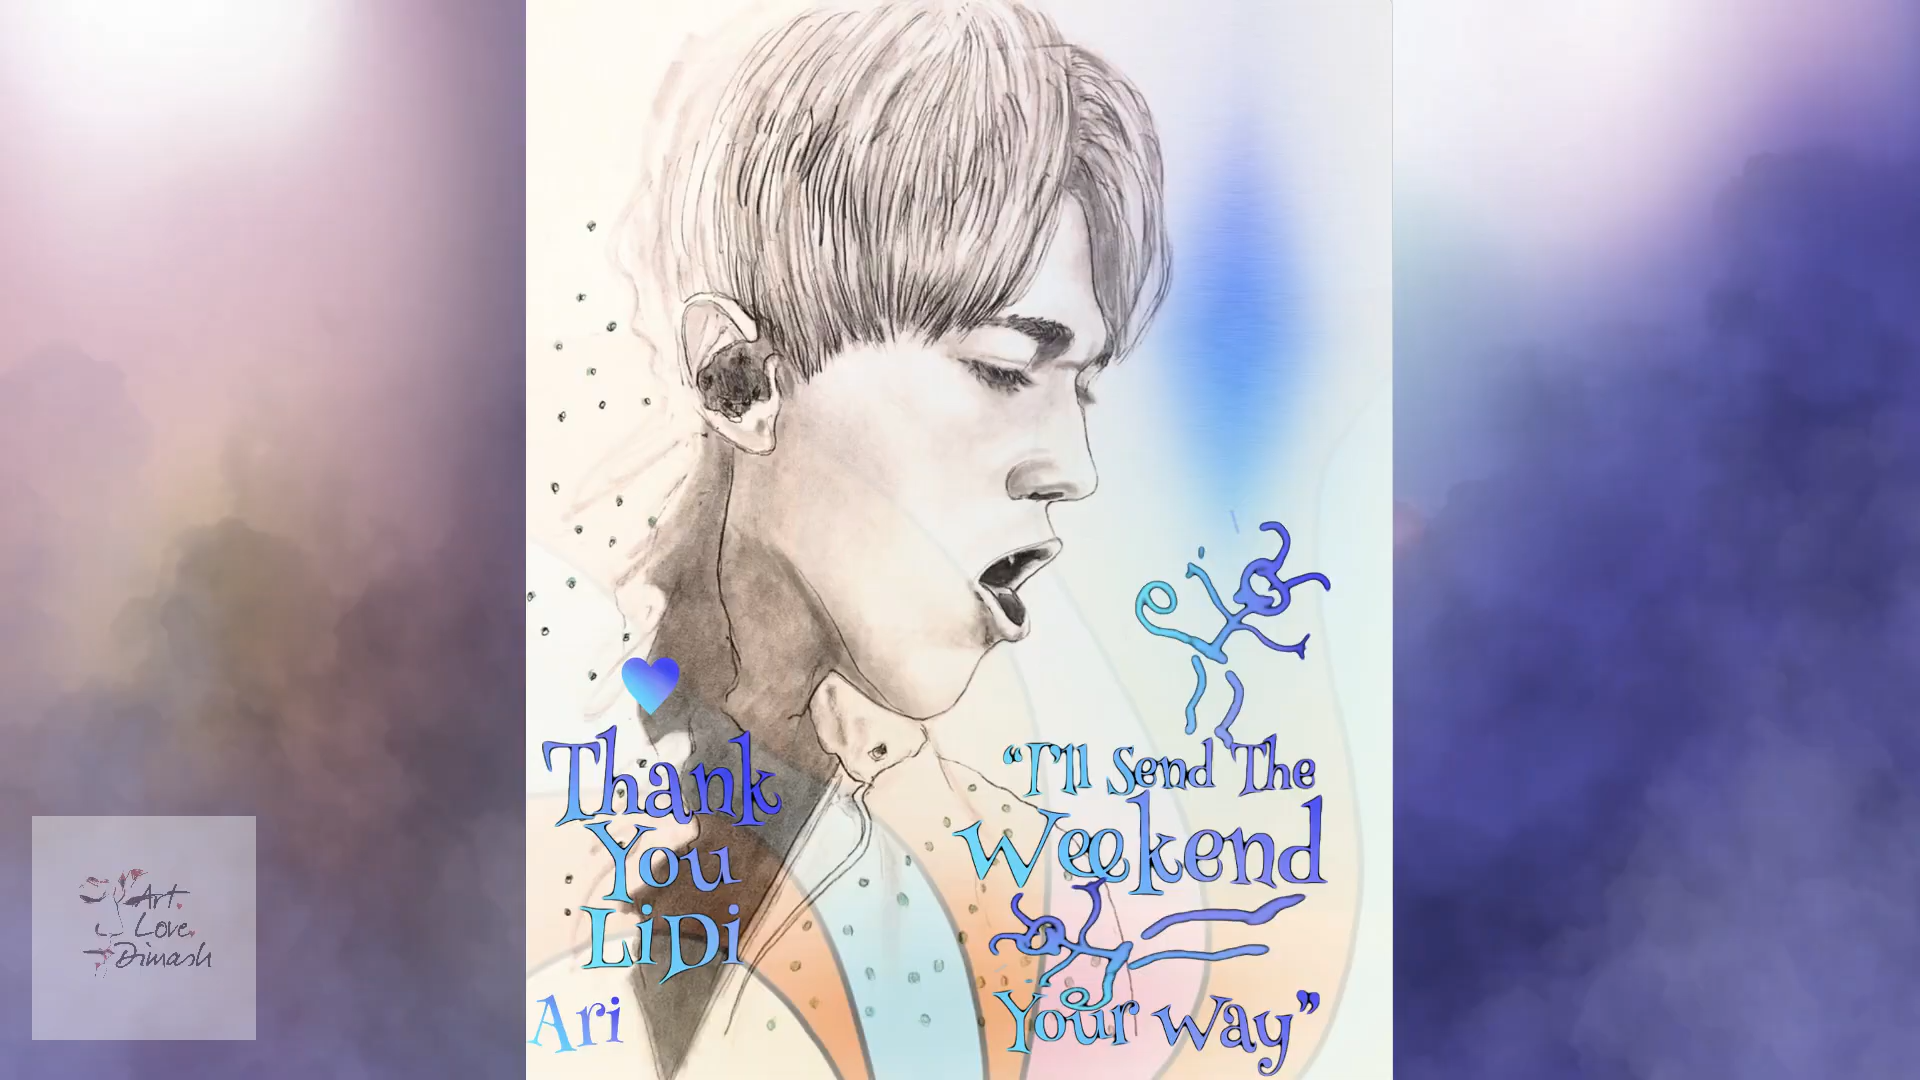 Thank
You
LiDi
Ari
“I'll Send The
Weekend
Your Way”
Art.
Love.
Dimash